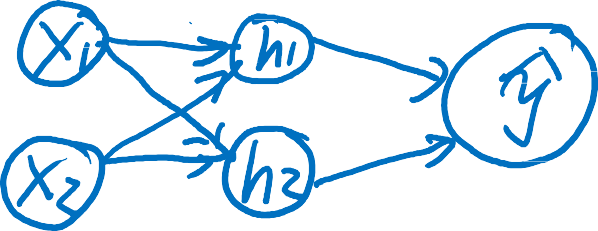 x₁ h1
ŷ
x₂ h2